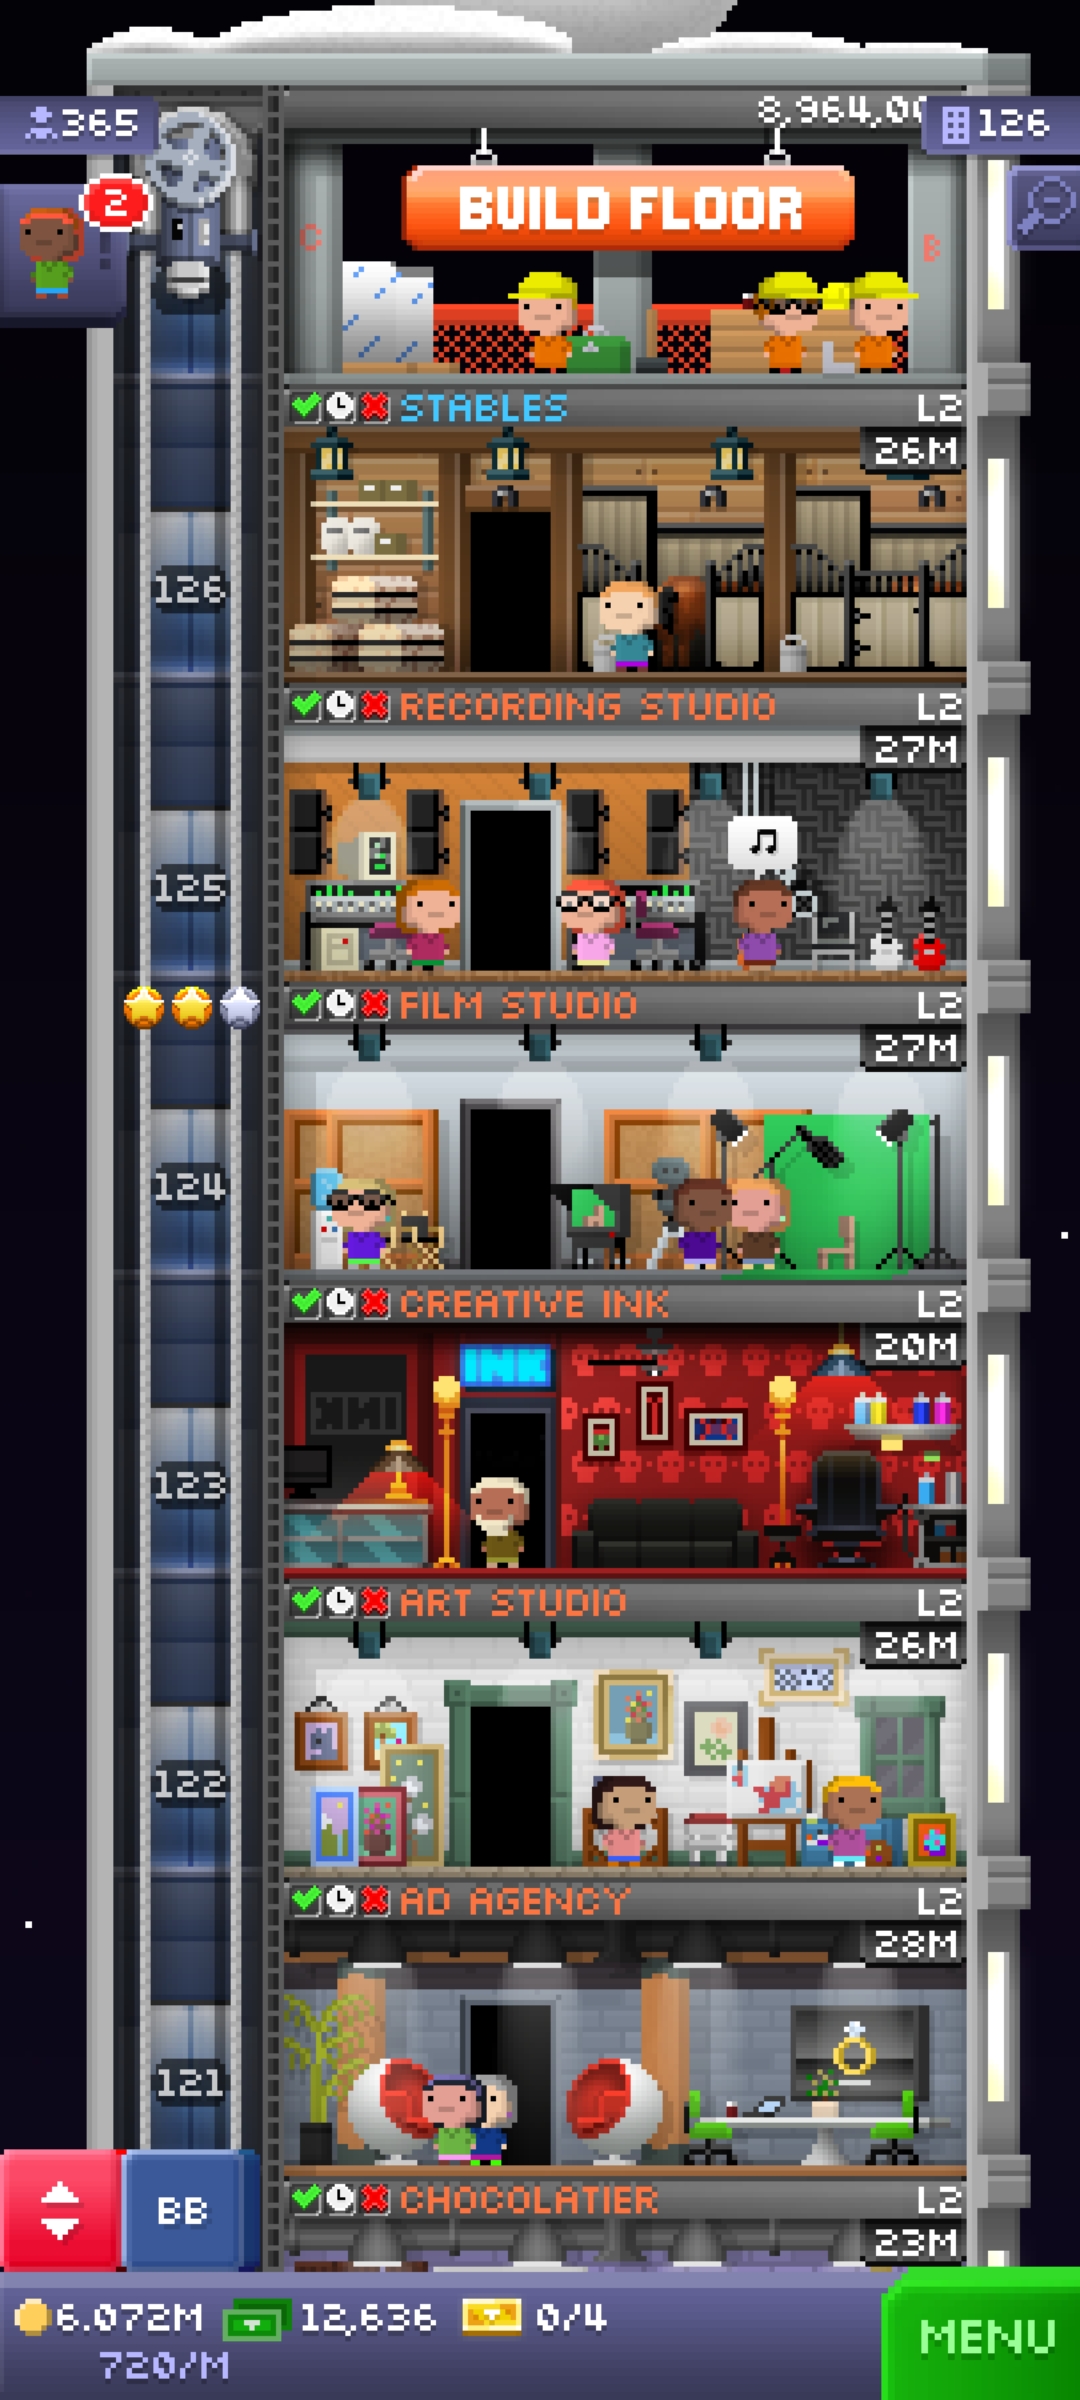 365
8,964,00
126
2
BUILD FLOOR
C
B
STABLES
L2
26M
126
RECORDING STUDIO
L2
27M
125
FILM STUDIO
L2
27M
124
CREATIVE INK
L2
20M
INK
123
ART STUDIO
L2
26M
122
AD AGENCY
L2
28M
121
CHOCOLATIER
L2
23M
BB
6.072M
12,636
0/4
720/M
MENU